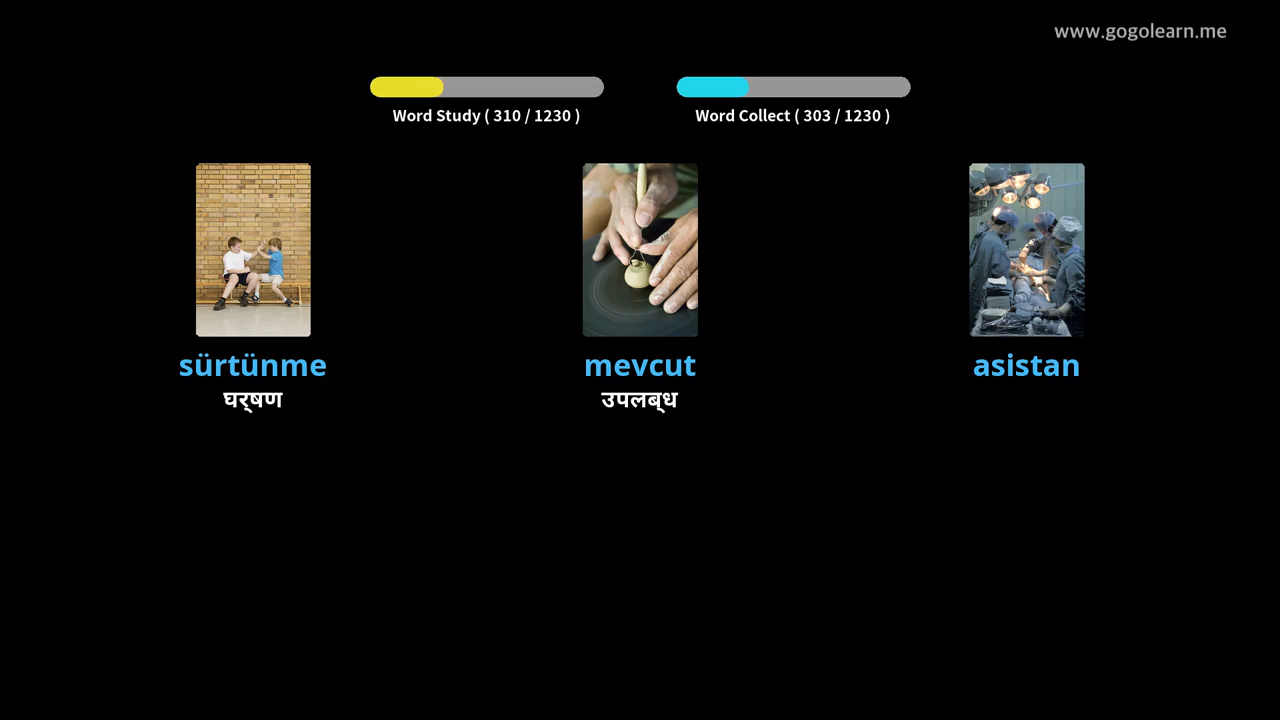 www.gogolearn.me
Word Study ( 310 / 1230 )
Word Collect ( 303 / 1230 )
sürtünme
घर्षण
mevcut
उपलब्ध
asistan